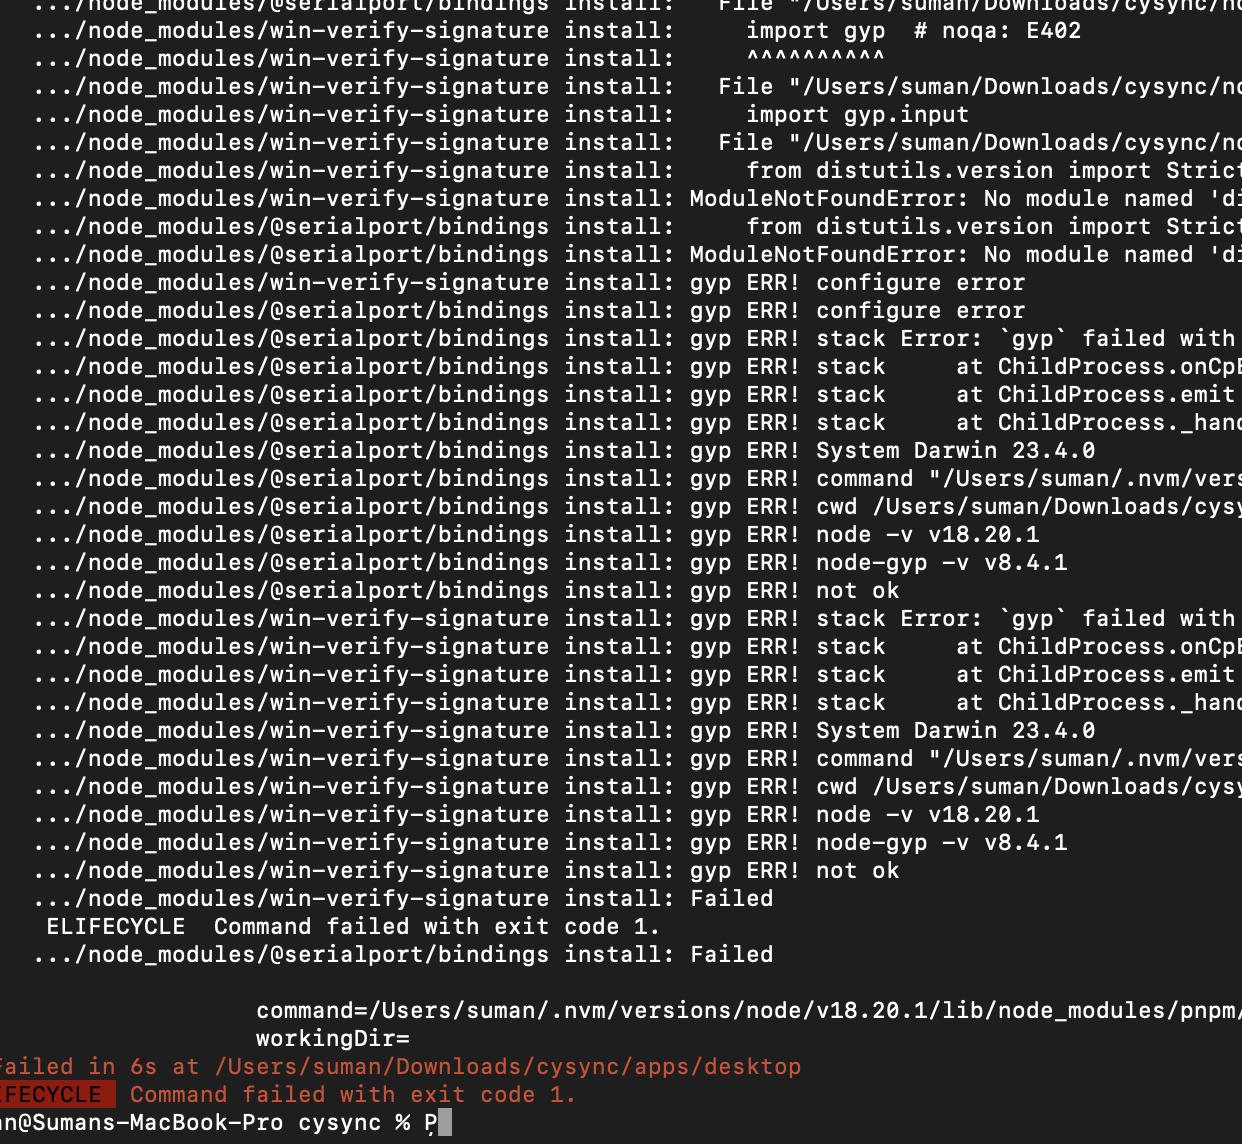 .../node_modules/@serialport/bindings install:   File "/Users/suman/Downloads/cysync/no
.../node_modules/win-verify-signature install:     import gyp  # noqa: E402
.../node_modules/win-verify-signature install:     ^^^^^^^^^^
.../node_modules/win-verify-signature install:   File "/Users/suman/Downloads/cysync/no
.../node_modules/win-verify-signature install:     import gyp.input
.../node_modules/win-verify-signature install:   File "/Users/suman/Downloads/cysync/no
.../node_modules/win-verify-signature install:     from distutils.version import Strict
.../node_modules/win-verify-signature install: ModuleNotFoundError: No module named 'di
.../node_modules/@serialport/bindings install:     from distutils.version import Strict
.../node_modules/@serialport/bindings install: ModuleNotFoundError: No module named 'di
.../node_modules/win-verify-signature install: gyp ERR! configure error
.../node_modules/@serialport/bindings install: gyp ERR! configure error
.../node_modules/@serialport/bindings install: gyp ERR! stack Error: `gyp` failed with
.../node_modules/@serialport/bindings install: gyp ERR! stack     at ChildProcess.onCpE
.../node_modules/@serialport/bindings install: gyp ERR! stack     at ChildProcess.emit
.../node_modules/@serialport/bindings install: gyp ERR! stack     at ChildProcess._hand
.../node_modules/@serialport/bindings install: gyp ERR! System Darwin 23.4.0
.../node_modules/@serialport/bindings install: gyp ERR! command "/Users/suman/.nvm/vers
.../node_modules/@serialport/bindings install: gyp ERR! cwd /Users/suman/Downloads/cysy
.../node_modules/@serialport/bindings install: gyp ERR! node -v v18.20.1
.../node_modules/@serialport/bindings install: gyp ERR! node-gyp -v v8.4.1
.../node_modules/@serialport/bindings install: gyp ERR! not ok
.../node_modules/win-verify-signature install: gyp ERR! stack Error: `gyp` failed with
.../node_modules/win-verify-signature install: gyp ERR! stack     at ChildProcess.onCpE
.../node_modules/win-verify-signature install: gyp ERR! stack     at ChildProcess.emit
.../node_modules/win-verify-signature install: gyp ERR! stack     at ChildProcess._hand
.../node_modules/win-verify-signature install: gyp ERR! System Darwin 23.4.0
.../node_modules/win-verify-signature install: gyp ERR! command "/Users/suman/.nvm/vers
.../node_modules/win-verify-signature install: gyp ERR! cwd /Users/suman/Downloads/cysy
.../node_modules/win-verify-signature install: gyp ERR! node -v v18.20.1
.../node_modules/win-verify-signature install: gyp ERR! node-gyp -v v8.4.1
.../node_modules/win-verify-signature install: gyp ERR! not ok
.../node_modules/win-verify-signature install: Failed
ELIFECYCLE  Command failed with exit code 1.
.../node_modules/@serialport/bindings install: Failed
command=/Users/suman/.nvm/versions/node/v18.20.1/lib/node_modules/pnpm/
workingDir=
Failed in 6s at /Users/suman/Downloads/cysync/apps/desktop
IFECYCLE  Command failed with exit code 1.
an@Sumans-MacBook-Pro cysync % P